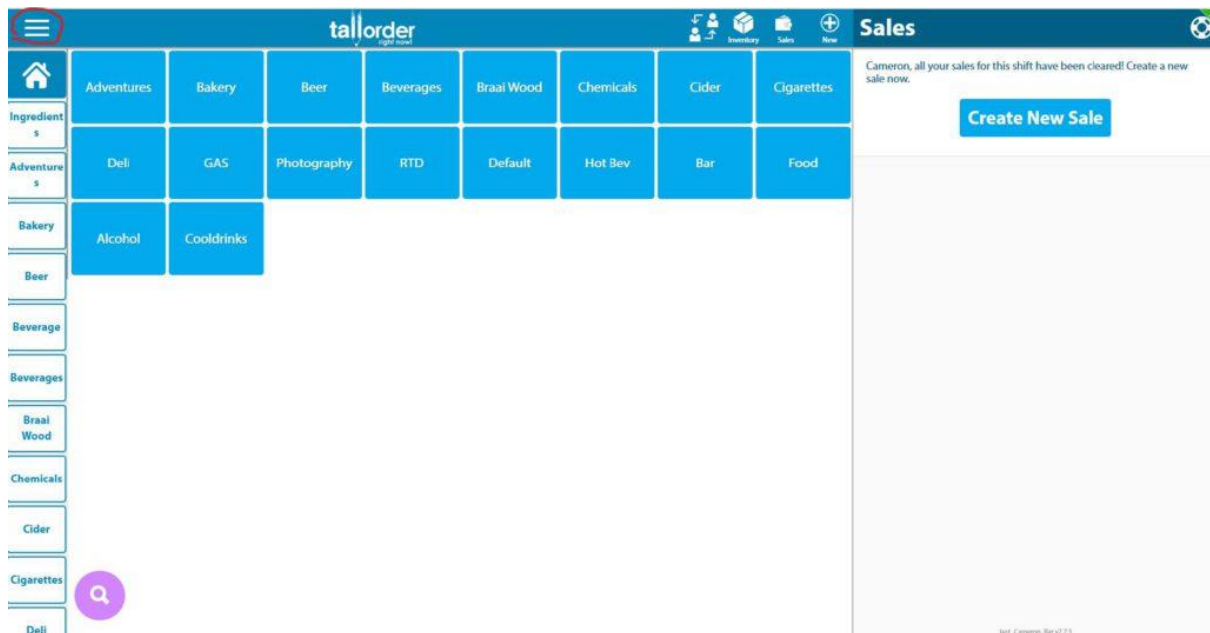 tallorder
right now!
Inventory
Sales
New
Sales
Cameron, all your sales for this shift have been cleared! Create a new
sale now.
Create New Sale
Adventures
Bakery
Beer
Beverages
Braai Wood
Chemicals
Cider
Cigarettes
Deli
GAS
Photography
RTD
Default
Hot Bev
Bar
Food
Alcohol
Cooldrinks
Ingredient
s
Adventure
s
Bakery
Beer
Beverage
Beverages
Braai
Wood
Chemicals
Cider
Cigarettes
Deli